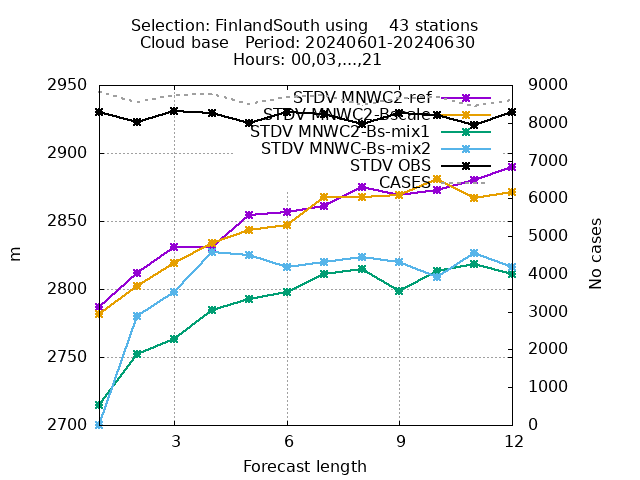 Selection: FinlandSouth using    43 stations
Cloud base   Period: 20240601-20240630
Hours: 00,03,...,21
2950
2900
2850
2800
2750
2700
m
STDV MNWC2-ref
STDV MNWC2-Bscale
STDV MNWC2-Bs-mix1
STDV MNWC-Bs-mix2
STDV OBS
CASES
9000
8000
7000
6000
5000
4000
3000
2000
1000
0
No cases
3 6 9 12
Forecast length